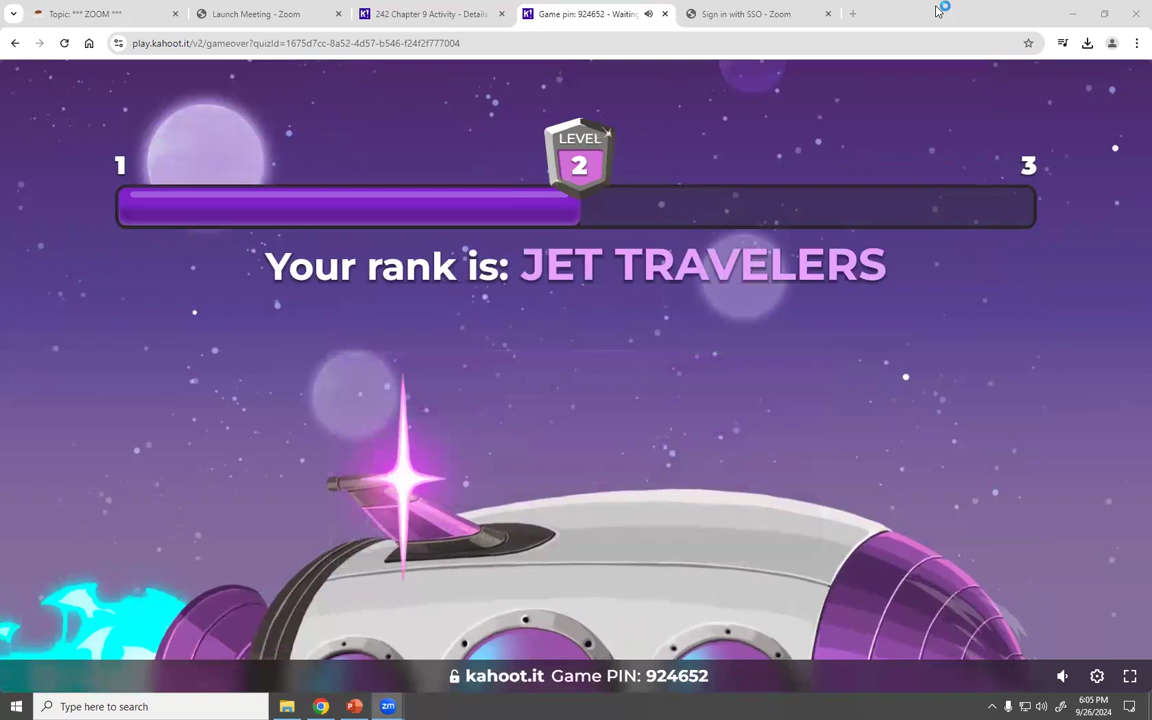 Topic: *** ZOOM ***
Launch Meeting - Zoom
242 Chapter 9 Activity - Details
Game pin: 924652 - Waiting
Sign in with SSO - Zoom
play.kahoot.it/v2/gameover?quizId=1675d7cc-8a52-4d57-b546-f24f2f777004
LEVEL
1 2 3
Your rank is: JET TRAVELERS
kahoot.it Game PIN: 924652
Type here to search
zm
6:05 PM
9/26/2024